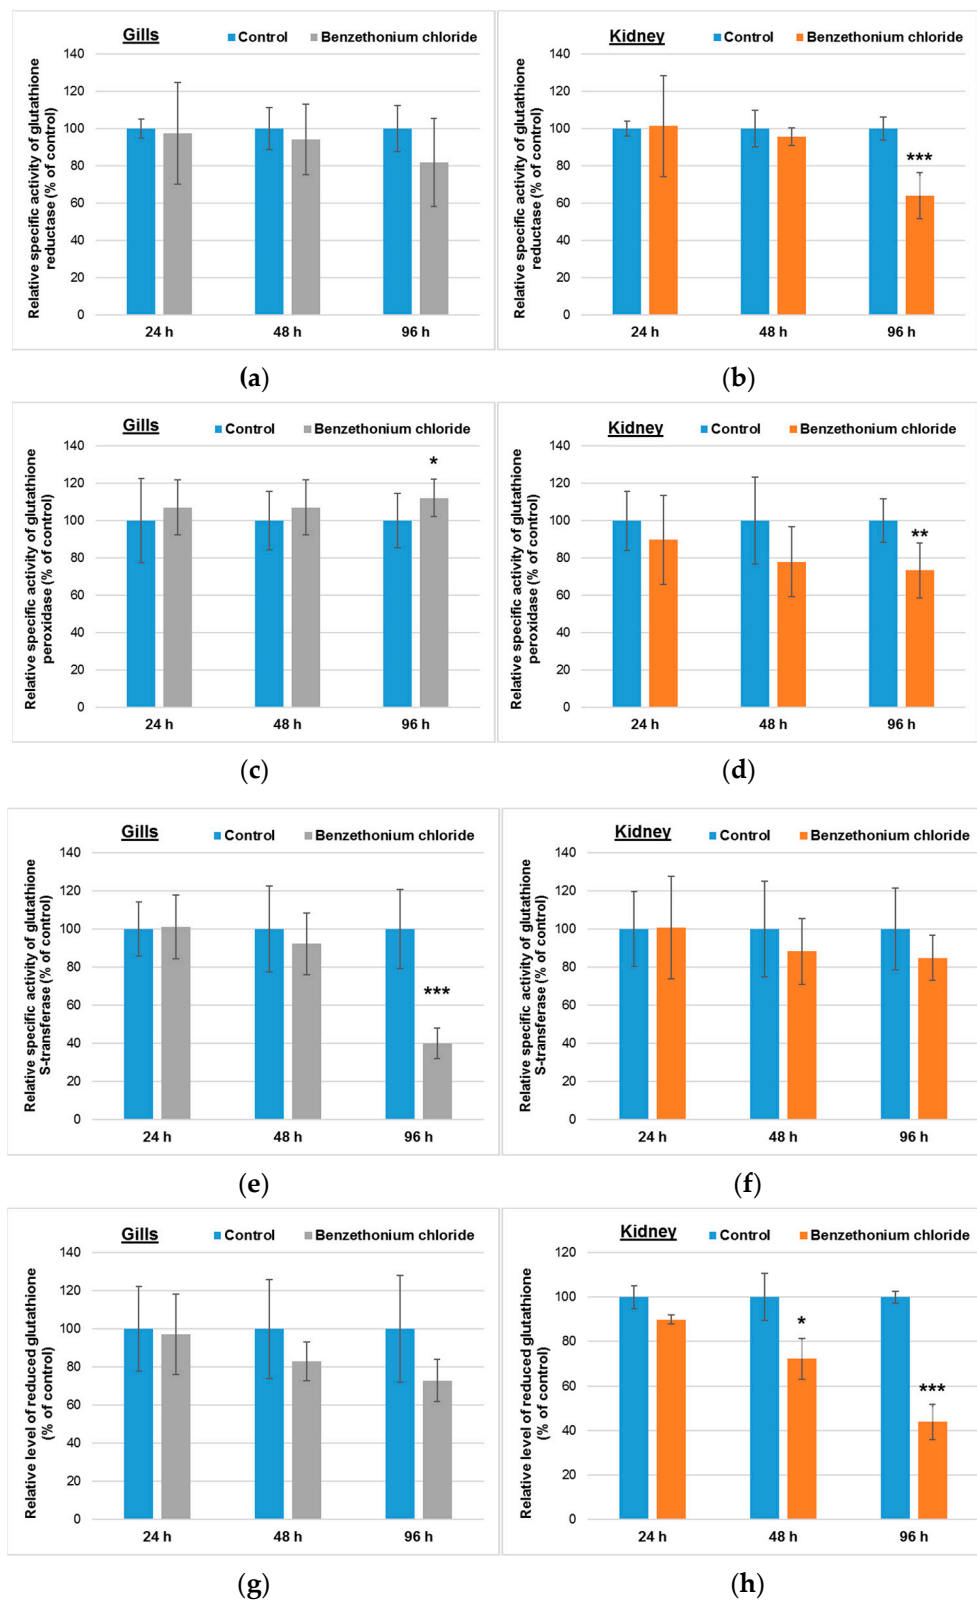 Gills
Control Benzethonium chloride
Relative specific activity of glutathione
reductase (% of control)
140
120
100
80
60
40
20
0
24 h 48 h 96 h
(a)
Kidney
Control Benzethonium chloride
Relative specific activity of glutathione
reductase (% of control)
140
120
100
80
60
40
20
0
***
24 h 48 h 96 h
(b)
Gills
Control Benzethonium chloride
Relative specific activity of glutathione
peroxidase (% of control)
140
120
100
80
60
40
20
0
*
24 h 48 h 96 h
(c)
Kidney
Control Benzethonium chloride
Relative specific activity of glutathione
peroxidase (% of control)
140
120
100
80
60
40
20
0
**
24 h 48 h 96 h
(d)
Gills
Control Benzethonium chloride
Relative specific activity of glutathione
S-transferase (% of control)
140
120
100
80
60
40
20
0
***
24 h 48 h 96 h
(e)
Kidney
Control Benzethonium chloride
Relative specific activity of glutathione
S-transferase (% of control)
140
120
100
80
60
40
20
0
24 h 48 h 96 h
(f)
Gills
Control Benzethonium chloride
Relative level of reduced glutathione
(% of control)
140
120
100
80
60
40
20
0
24 h 48 h 96 h
(g)
Kidney
Control Benzethonium chloride
Relative level of reduced glutathione
(% of control)
120
100
80
60
40
20
0
*
***
24 h 48 h 96 h
(h)